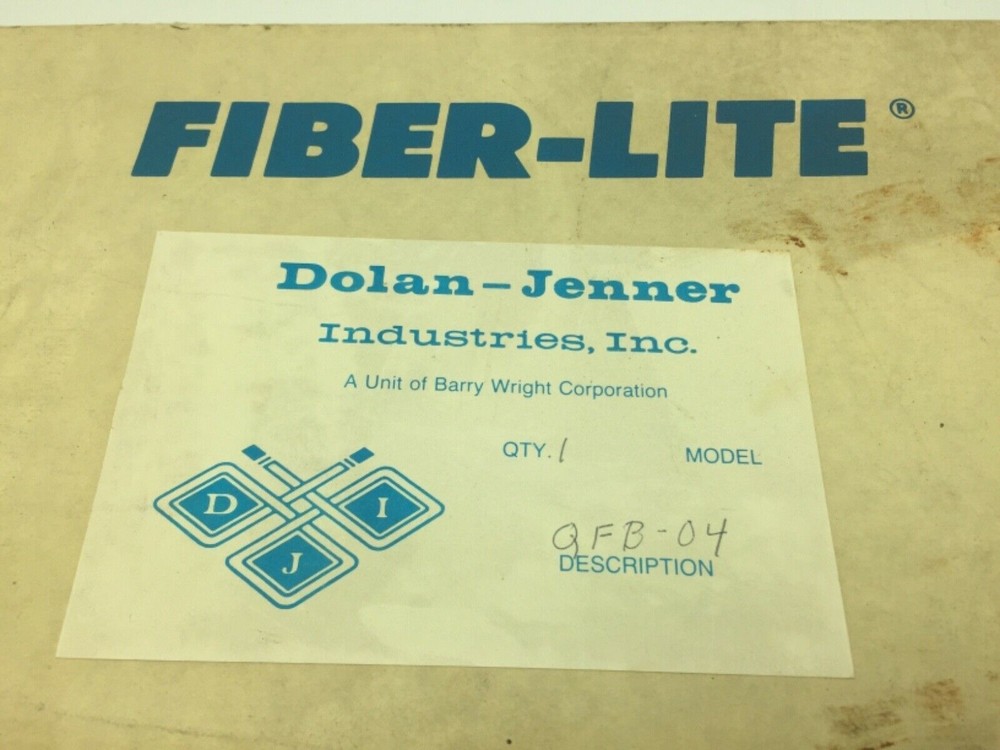 FIBER-LITE®
Dolan-Jenner
Industries, Inc.
A Unit of Barry Wright Corporation
QTY. 1 MODEL
D I
J
QFB-04
DESCRIPTION